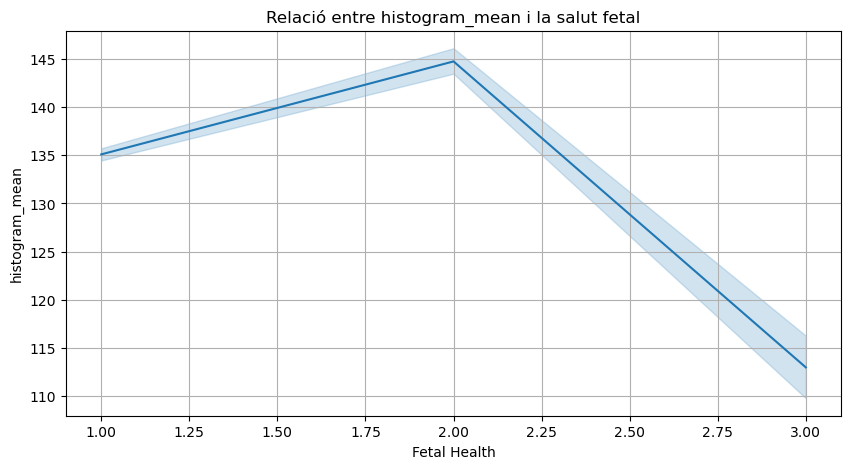 Relació entre histogram_mean i la salut fetal
histogram_mean
145
140
135
130
125
120
115
110
1.00 1.25 1.50 1.75 2.00 2.25 2.50 2.75 3.00
Fetal Health